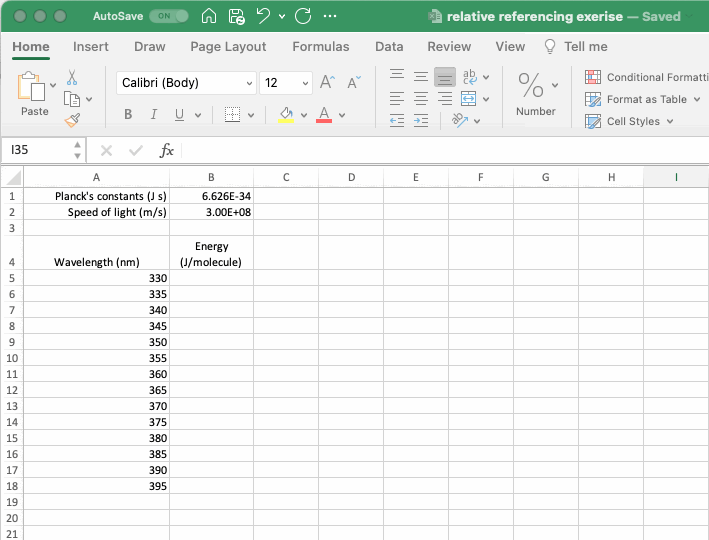 AutoSave ON relative referencing exerise — Saved
Home Insert Draw Page Layout Formulas Data Review View Tell me
Paste Calibri (Body) 12 A A ab Number Conditional Formatti
B I U A Format as Table
Cell Styles
I35 fx
A B C D E F G H I
1 Planck's constants (J s) 6.626E-34
2 Speed of light (m/s) 3.00E+08
3
Energy
4 Wavelength (nm) (J/molecule)
5 330
6 335
7 340
8 345
9 350
10 355
11 360
12 365
13 370
14 375
15 380
16 385
17 390
18 395
19
20
21